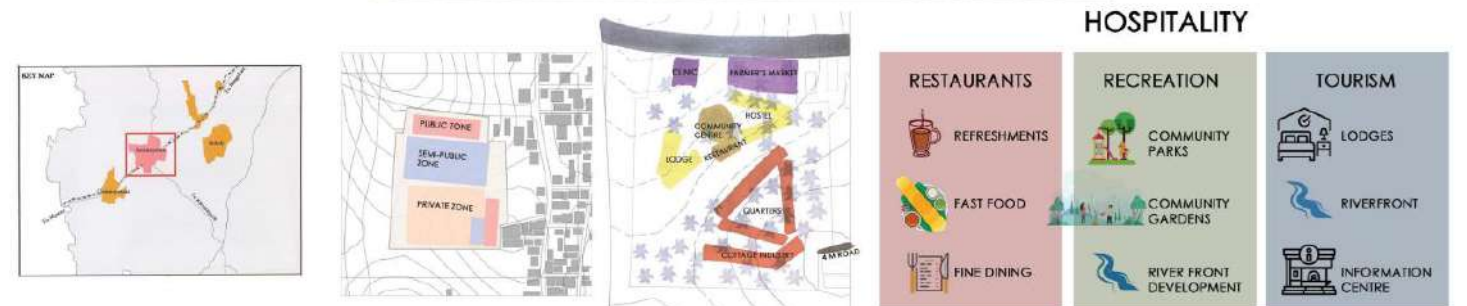 HOSPITALITY
KEY MAP
PUBLIC ZONE
SEMI-PUBLIC
ZONE
PRIVATE ZONE
CLINIC
FARMER'S MARKET
HOSTEL
COMMUNITY
CENTRE
RESTAURANT
LODGE
QUARTERS
COTTAGE INDUSTRY
4 M ROAD
RESTAURANTS
REFRESHMENTS
FAST FOOD
FINE DINING
RECREATION
COMMUNITY
PARKS
COMMUNITY
GARDENS
RIVER FRONT
DEVELOPMENT
TOURISM
LODGES
RIVERFRONT
INFORMATION
CENTRE